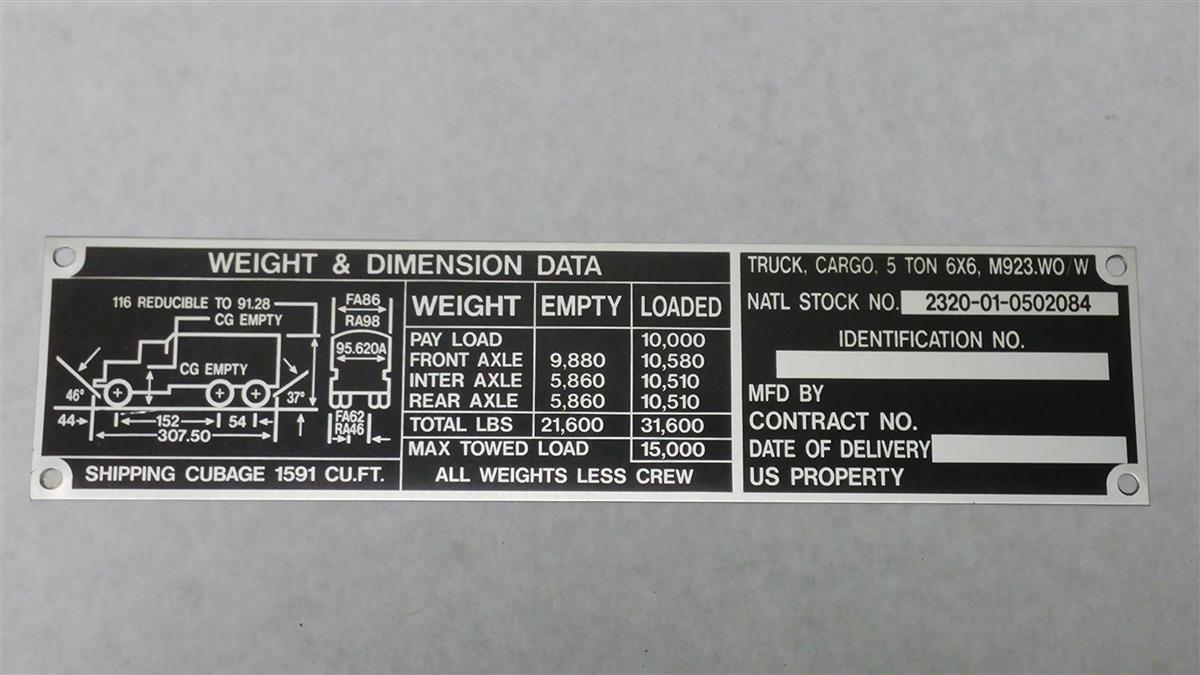 WEIGHT & DIMENSION DATA
116 REDUCIBLE TO 91.28
CG EMPTY
CG EMPTY
46°
37°
44
152
54
307.50
FA86
RA98
95.620A
FA62
RA46
SHIPPING CUBAGE 1591 CU.FT.
WEIGHT EMPTY LOADED
PAY LOAD 10,000
FRONT AXLE 9,880 10,580
INTER AXLE 5,860 10,510
REAR AXLE 5,860 10,510
TOTAL LBS 21,600 31,600
MAX TOWED LOAD 15,000
ALL WEIGHTS LESS CREW
TRUCK, CARGO, 5 TON 6X6, M923.WO/W
NATL STOCK NO. 2320-01-0502084
IDENTIFICATION NO.
MFD BY
CONTRACT NO.
DATE OF DELIVERY
US PROPERTY